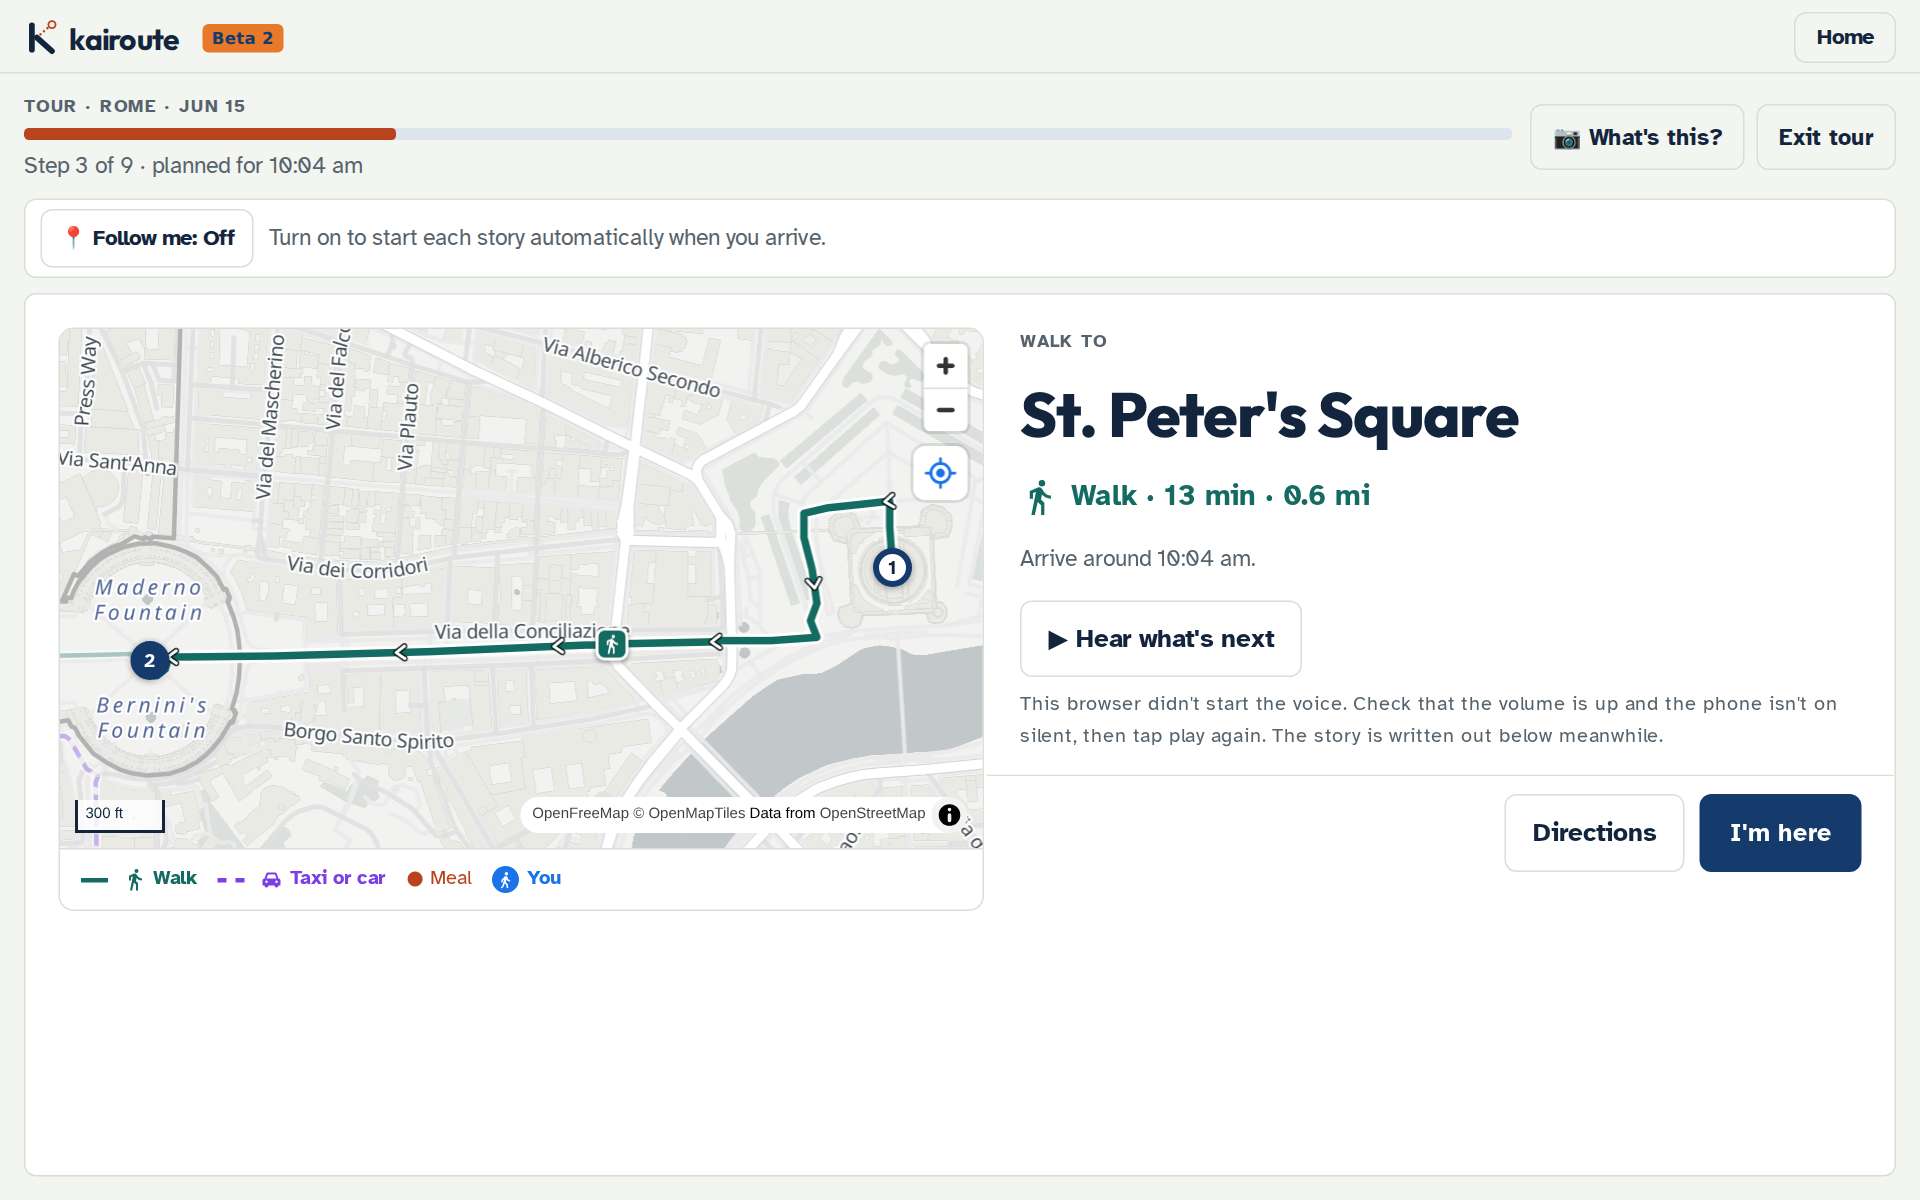 kairoute
Beta 2
Home
TOUR · ROME · JUN 15
Step 3 of 9 · planned for 10:04 am
What's this?
Exit tour
Follow me: Off
Turn on to start each story automatically when you arrive.
Press Way
Via Sant'Anna
Via del Mascherino
Via del Falco
Via Plauto
Via Alberico Secondo
Via dei Corridori
Maderno
Fountain
Via della Conciliazi
1
2
Bernini's
Fountain
Borgo Santo Spirito
+
−
300 ft
OpenFreeMap © OpenMapTiles Data from OpenStreetMap
Walk
Taxi or car
Meal
You
WALK TO
St. Peter's Square
Walk · 13 min · 0.6 mi
Arrive around 10:04 am.
▶ Hear what's next
This browser didn't start the voice. Check that the volume is up and the phone isn't on
silent, then tap play again. The story is written out below meanwhile.
Directions
I'm here